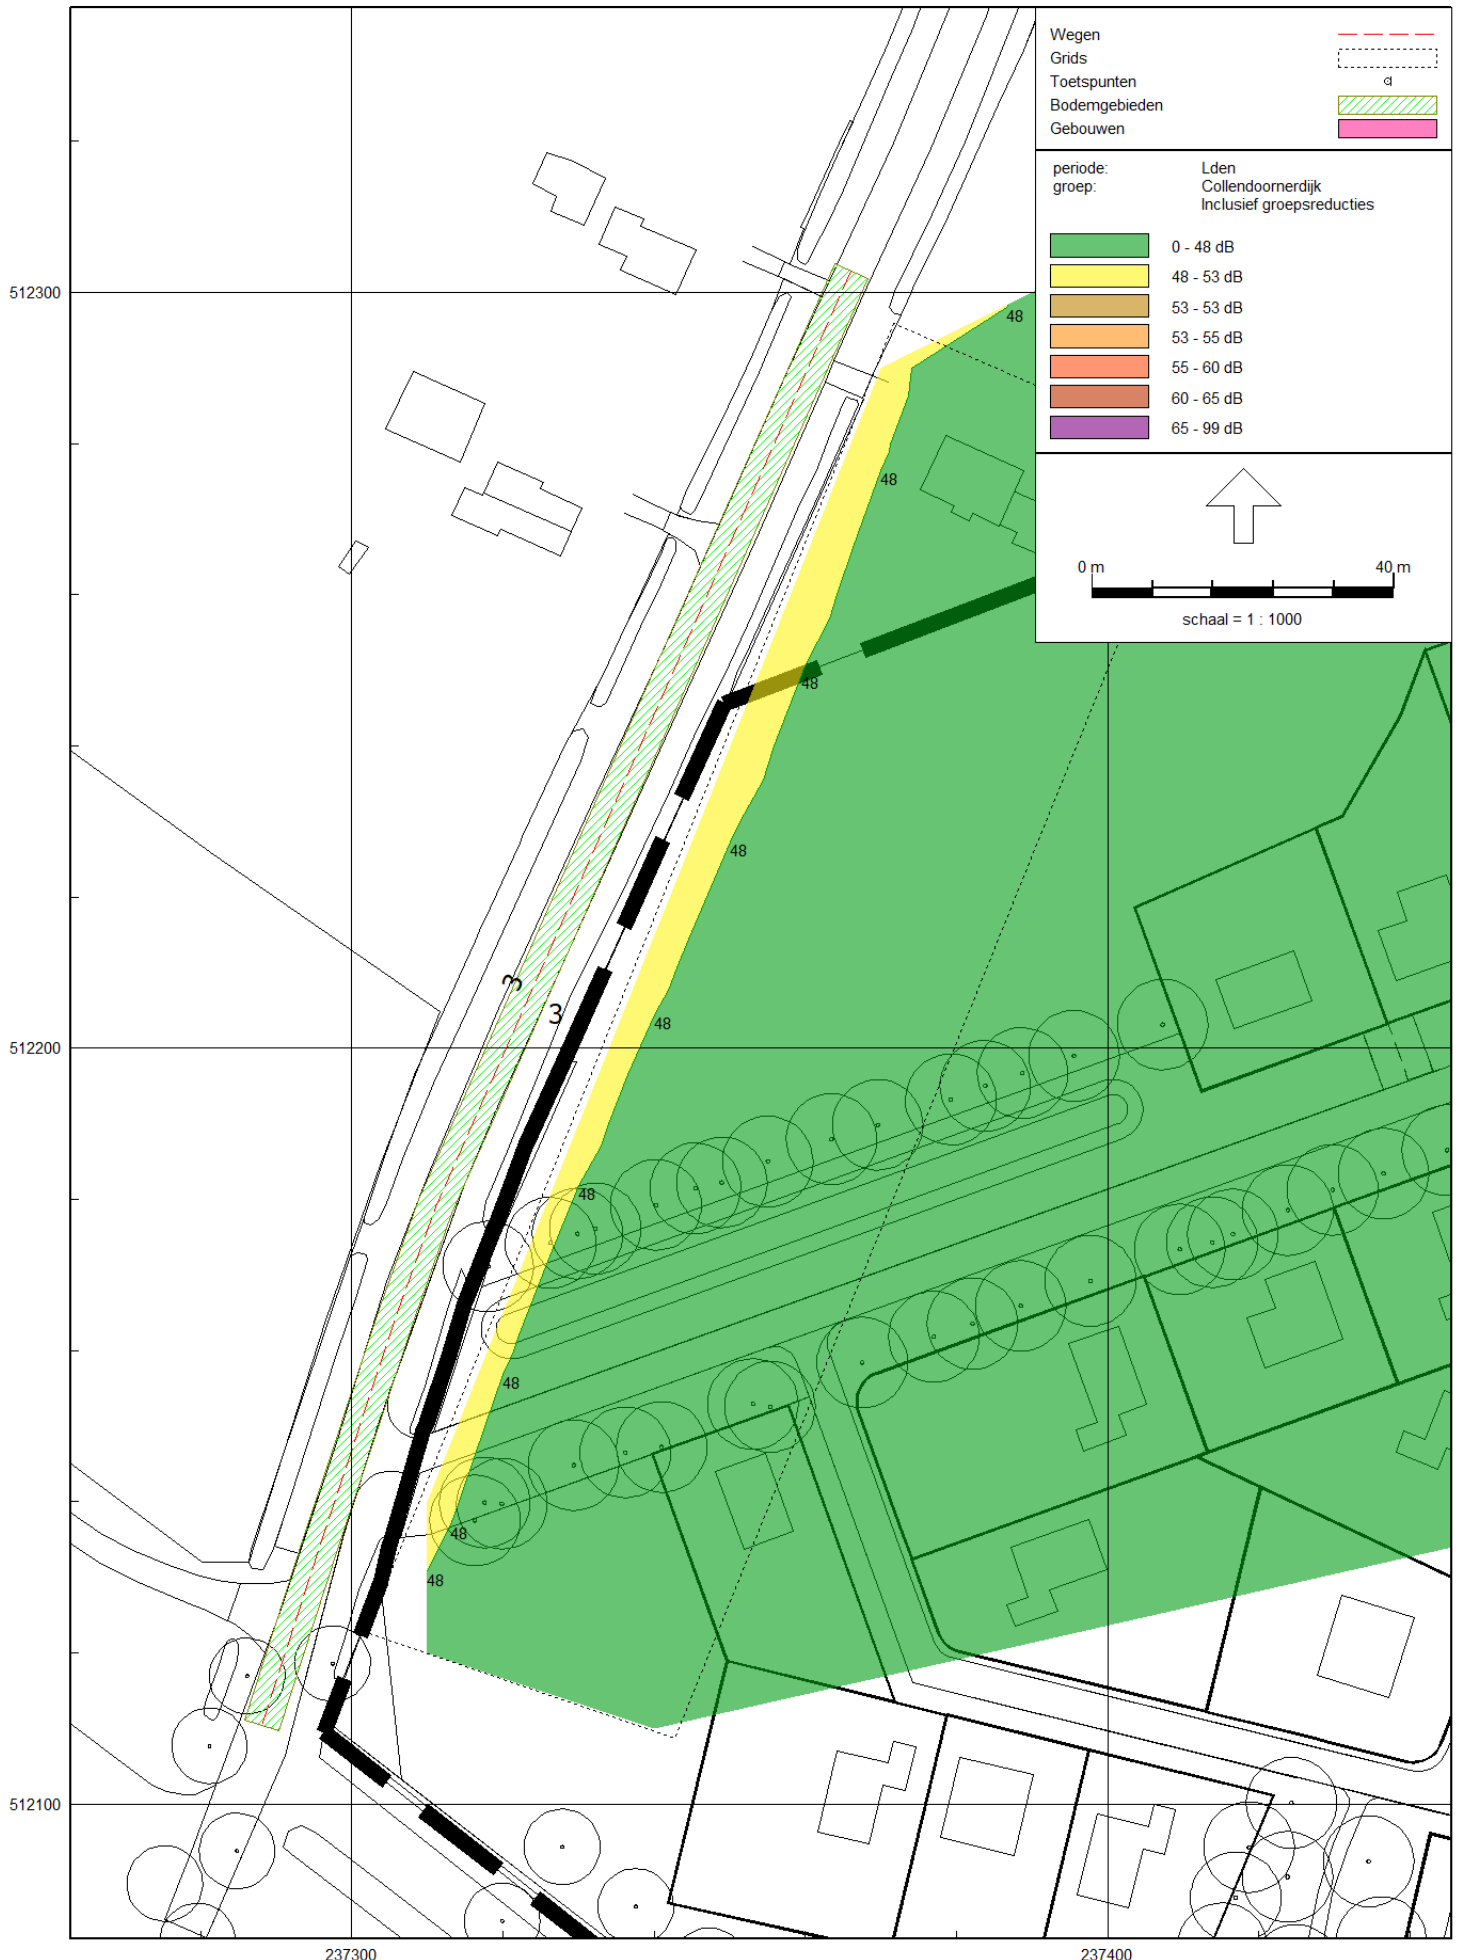 Wegen
Grids
Toetspunten
Bodemgebieden
Gebouwen
periode: Lden
groep: Collendoornerdijk
Inclusief groepsreducties
0 - 48 dB
48 - 53 dB
53 - 53 dB
53 - 55 dB
55 - 60 dB
60 - 65 dB
65 - 99 dB
0 m 40 m
schaal = 1 : 1000
512300
48
48
48
48
3
3
48
512200
48
48
48
48
512100
237300 237400